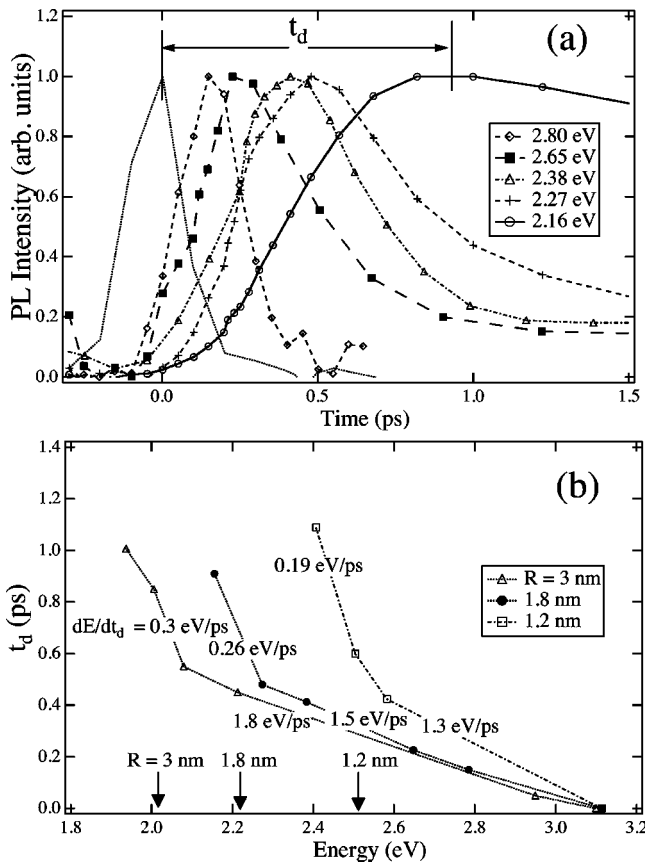 t_d
(a)
1.0
0.8
0.6
0.4
0.2
0.0
PL Intensity (arb. units)
2.80 eV
2.65 eV
2.38 eV
2.27 eV
2.16 eV
0.0
0.5
1.0
1.5
Time (ps)
(b)
1.4
1.2
1.0
0.8
0.6
0.4
0.2
0.0
t_d (ps)
0.19 eV/ps
R = 3 nm
1.8 nm
1.2 nm
dE/dt_d = 0.3 eV/ps
0.26 eV/ps
1.8 eV/ps
1.5 eV/ps
1.3 eV/ps
R = 3 nm
1.8 nm
1.2 nm
1.8
2.0
2.2
2.4
2.6
2.8
3.0
3.2
Energy (eV)